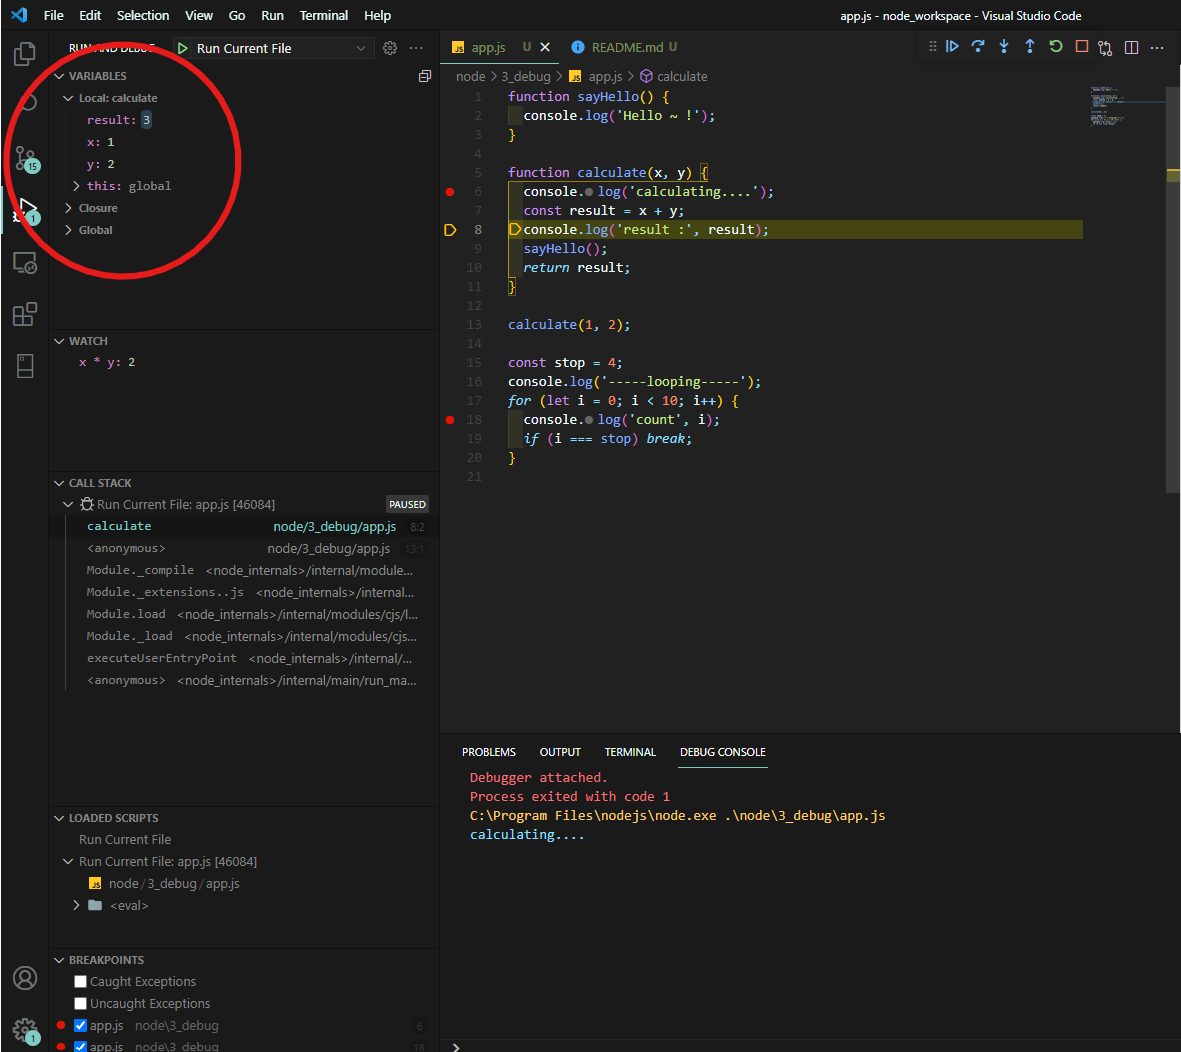 File Edit Selection View Go Run Terminal Help
app.js - node_workspace - Visual Studio Code
RUN AND DEBUG Run Current File
VARIABLES
Local: calculate
result: 3
x: 1
y: 2
this: global
Closure
Global
15
1
WATCH
x * y: 2
CALL STACK
Run Current File: app.js [46084] PAUSED
calculate node/3_debug/app.js 8:2
<anonymous> node/3_debug/app.js 13:1
Module._compile <node_internals>/internal/module...
Module._extensions..js <node_internals>/internal...
Module.load <node_internals>/internal/modules/cjs/l...
Module._load <node_internals>/internal/modules/cjs...
executeUserEntryPoint <node_internals>/internal/...
<anonymous> <node_internals>/internal/main/run_ma...
LOADED SCRIPTS
Run Current File
Run Current File: app.js [46084]
JS node/3_debug/app.js
<eval>
BREAKPOINTS
Caught Exceptions
Uncaught Exceptions
app.js node\3_debug 6
app.js node\3_debug 18
1
JS app.js U README.md U
node > 3_debug > JS app.js > calculate
1 function sayHello() {
2 console.log('Hello ~ !');
3 }
4
5 function calculate(x, y) {
6 console.log('calculating....');
7 const result = x + y;
8 console.log('result :', result);
9 sayHello();
10 return result;
11 }
12
13 calculate(1, 2);
14
15 const stop = 4;
16 console.log('-----looping-----');
17 for (let i = 0; i < 10; i++) {
18 console.log('count', i);
19 if (i === stop) break;
20 }
21
PROBLEMS OUTPUT TERMINAL DEBUG CONSOLE
Debugger attached.
Process exited with code 1
C:\Program Files\nodejs\node.exe .\node\3_debug\app.js
calculating....